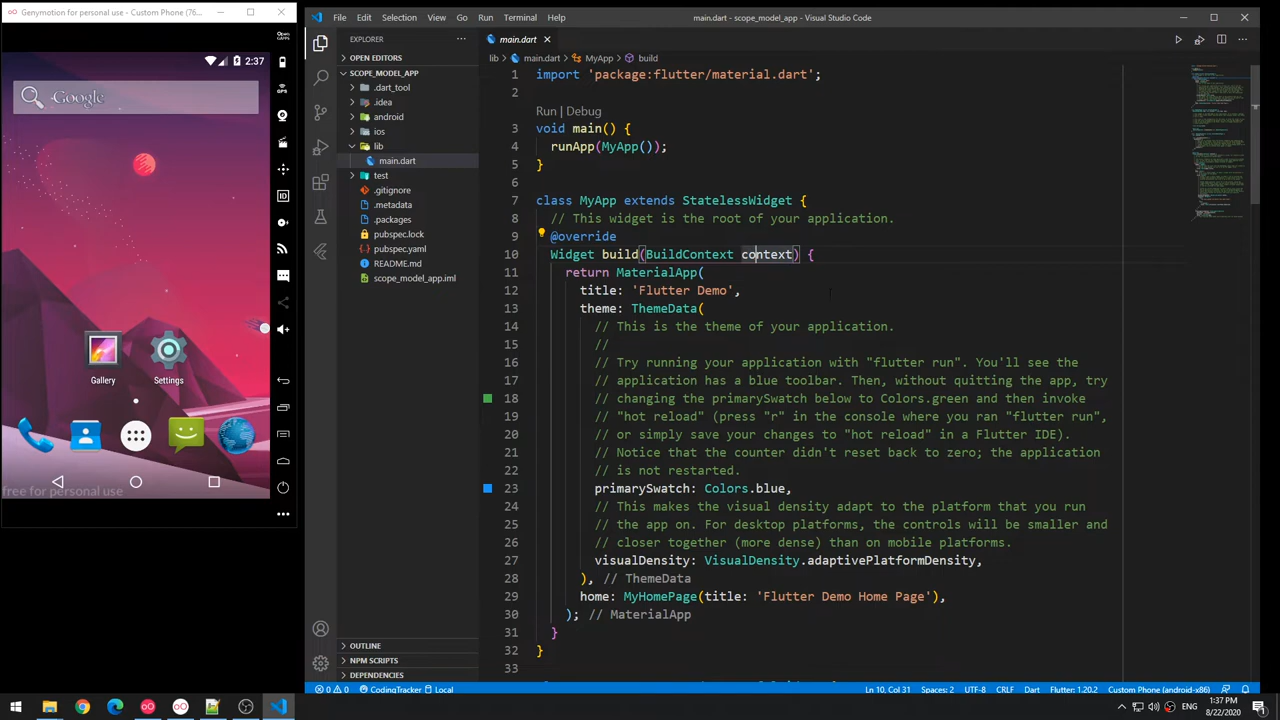 Genymotion for personal use - Custom Phone (76...
2:37
Google
Gallery
Settings
free for personal use
File Edit Selection View Go Run Terminal Help
main.dart - scope_model_app - Visual Studio Code
EXPLORER
OPEN EDITORS
SCOPE_MODEL_APP
.dart_tool
.idea
android
ios
lib
main.dart
test
.gitignore
.metadata
.packages
pubspec.lock
pubspec.yaml
README.md
scope_model_app.iml
OUTLINE
NPM SCRIPTS
DEPENDENCIES
main.dart
lib > main.dart > MyApp > build
1 import 'package:flutter/material.dart';
2
Run | Debug
3 void main() {
4 runApp(MyApp());
5 }
6
7 class MyApp extends StatelessWidget {
8 // This widget is the root of your application.
9 @override
10 Widget build(BuildContext context) {
11 return MaterialApp(
12 title: 'Flutter Demo',
13 theme: ThemeData(
14 // This is the theme of your application.
15 //
16 // Try running your application with "flutter run". You'll see the
17 // application has a blue toolbar. Then, without quitting the app, try
18 // changing the primarySwatch below to Colors.green and then invoke
19 // "hot reload" (press "r" in the console where you ran "flutter run",
20 // or simply save your changes to "hot reload" in a Flutter IDE).
21 // Notice that the counter didn't reset back to zero; the application
22 // is not restarted.
23 primarySwatch: Colors.blue,
24 // This makes the visual density adapt to the platform that you run
25 // the app on. For desktop platforms, the controls will be smaller and
26 // closer together (more dense) than on mobile platforms.
27 visualDensity: VisualDensity.adaptivePlatformDensity,
28 ), // ThemeData
29 home: MyHomePage(title: 'Flutter Demo Home Page'),
30 ); // MaterialApp
31 }
32 }
33
0 0 CodingTracker Local Ln 10, Col 31 Spaces: 2 UTF-8 CRLF Dart Flutter: 1.20.2 Custom Phone (android-x86)
ENG
1:37 PM
8/22/2020